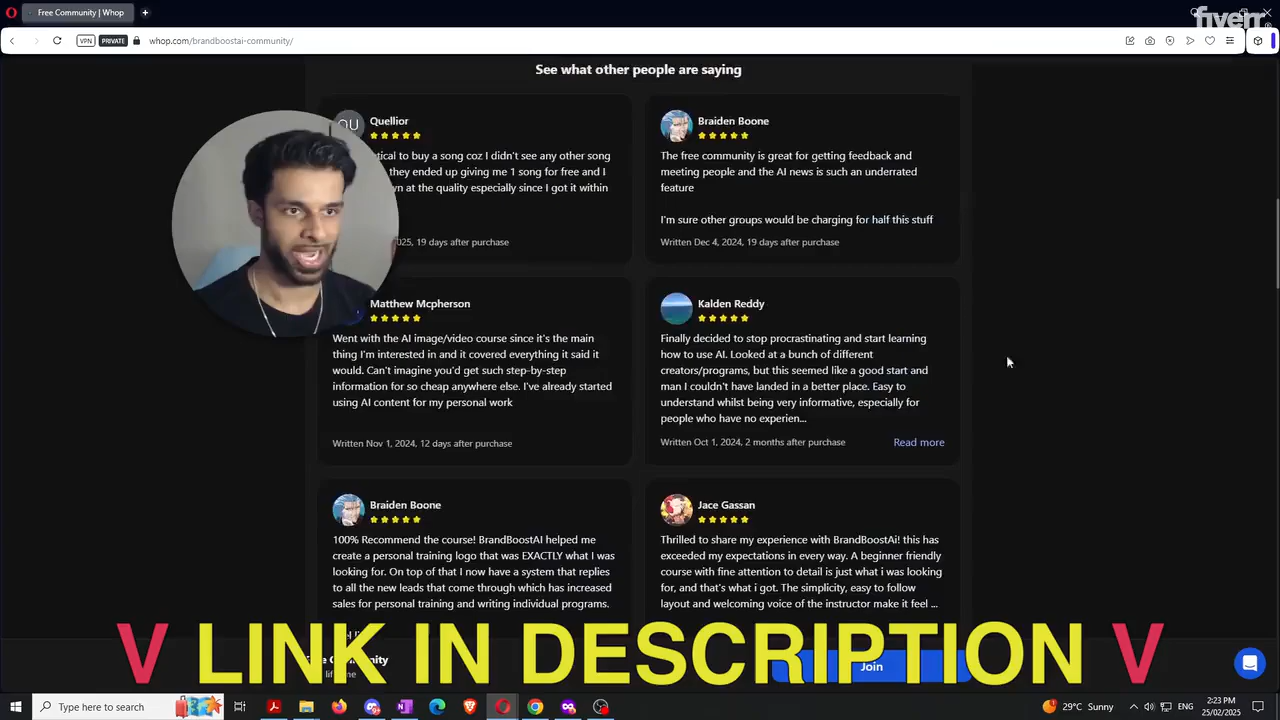 Free Community | Whop
fiverr
VPN
PRIVATE
whop.com/brandboostai-community/
See what other people are saying
QU
Quellior
tical to buy a song coz I didn't see any other song
they ended up giving me 1 song for free and I
wn at the quality especially since I got it within
025, 19 days after purchase
Braiden Boone
The free community is great for getting feedback and
meeting people and the AI news is such an underrated
feature
I'm sure other groups would be charging for half this stuff
Written Dec 4, 2024, 19 days after purchase
Matthew Mcpherson
Went with the AI image/video course since it's the main
thing I'm interested in and it covered everything it said it
would. Can't imagine you'd get such step-by-step
information for so cheap anywhere else. I've already started
using AI content for my personal work
Written Nov 1, 2024, 12 days after purchase
Kalden Reddy
Finally decided to stop procrastinating and start learning
how to use AI. Looked at a bunch of different
creators/programs, but this seemed like a good start and
man I couldn't have landed in a better place. Easy to
understand whilst being very informative, especially for
people who have no experien...
Written Oct 1, 2024, 2 months after purchase
Read more
Braiden Boone
100% Recommend the course! BrandBoostAI helped me
create a personal training logo that was EXACTLY what I was
looking for. On top of that I now have a system that replies
to all the new leads that come through which has increased
sales for personal training and writing individual programs.
Jace Gassan
Thrilled to share my experience with BrandBoostAi! this has
exceeded my expectations in every way. A beginner friendly
course with fine attention to detail is just what i was looking
for, and that's what i got. The simplicity, easy to follow
layout and welcoming voice of the instructor make it feel ...
V LINK IN DESCRIPTION V
Community
Join
Type here to search
29°C Sunny
ENG
2:23 PM
25/02/2025